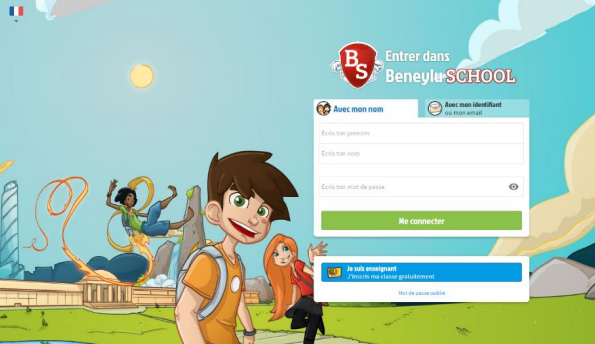 BS
Entrer dans
Beneylu SCHOOL
Avec mon nom
Avec mon identifiant
ou mon email
Écris ton prénom
Écris ton nom
Écris ton mot de passe
Me connecter
Je suis enseignant
J'inscris ma classe gratuitement
Mot de passe oublié